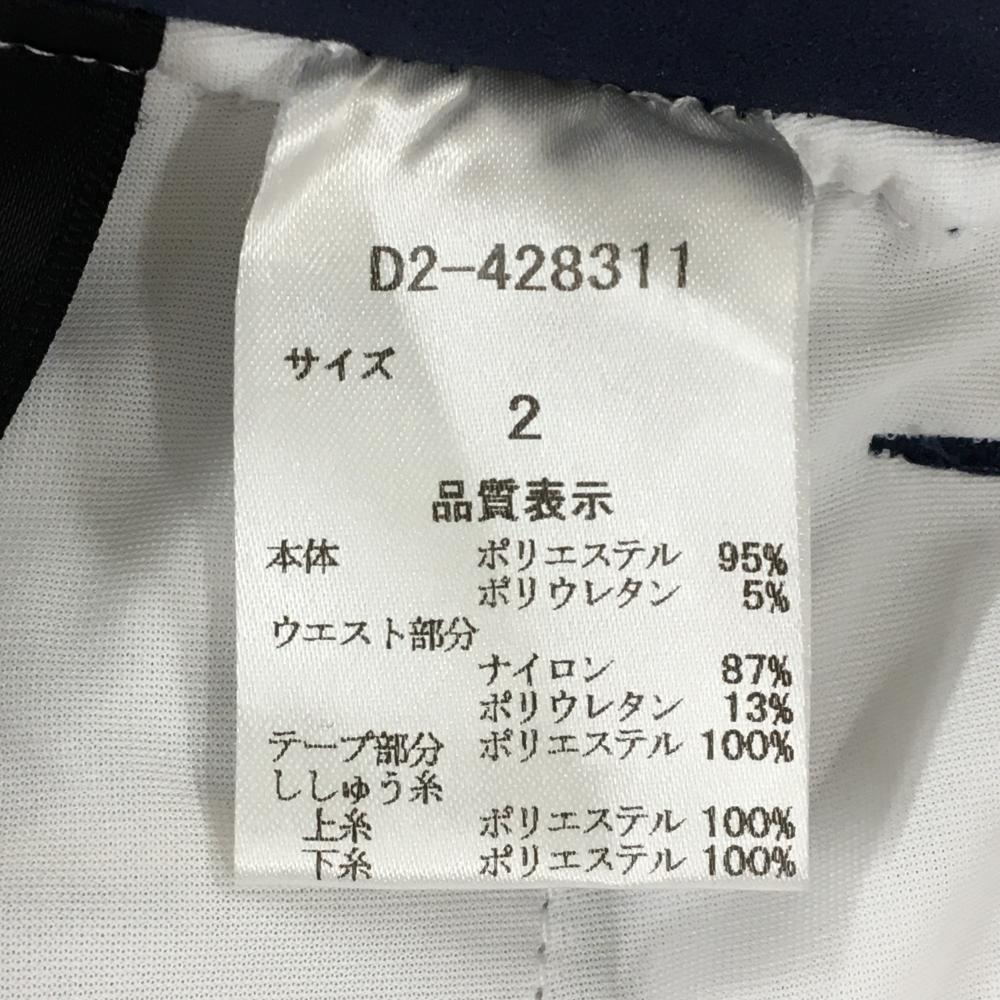 D2-428311
サイズ
2
品質表示
本体 ポリエステル 95%
ポリウレタン 5%
ウエスト部分
ナイロン 87%
ポリウレタン 13%
テープ部分 ポリエステル 100%
ししゅう糸
上糸 ポリエステル 100%
下糸 ポリエステル 100%